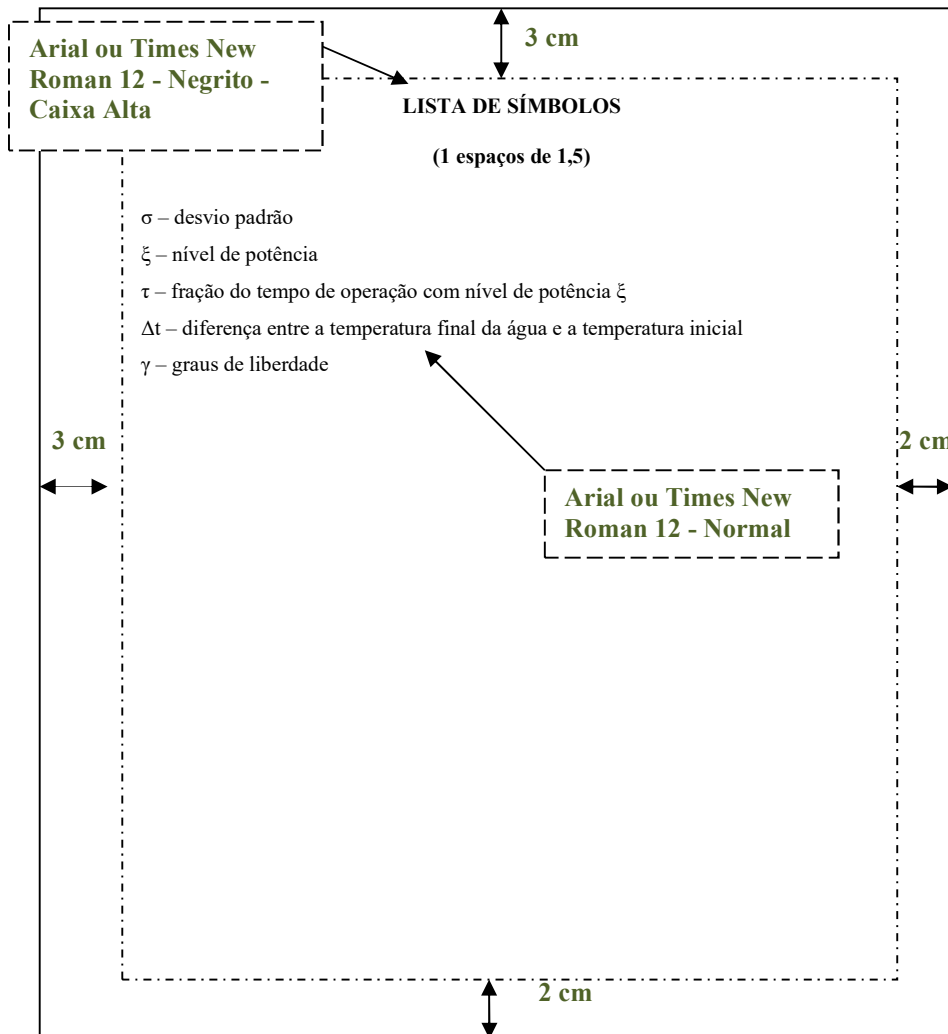 3 cm
Arial ou Times New
Roman 12 - Negrito -
Caixa Alta
LISTA DE SÍMBOLOS
(1 espaços de 1,5)
σ – desvio padrão
ξ – nível de potência
τ – fração do tempo de operação com nível de potência ξ
Δt – diferença entre a temperatura final da água e a temperatura inicial
γ – graus de liberdade
3 cm
2 cm
Arial ou Times New
Roman 12 - Normal
2 cm